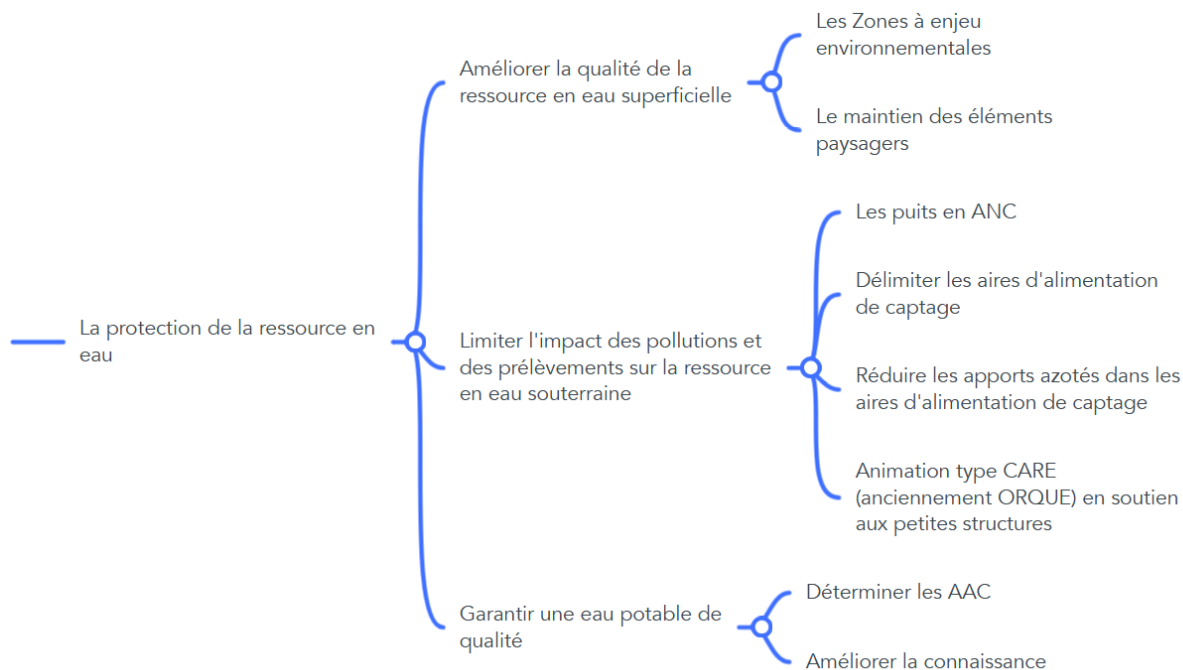 La protection de la ressource en
eau
Améliorer la qualité de la
ressource en eau superficielle
Les Zones à enjeu
environnementales
Le maintien des éléments
paysagers
Limiter l'impact des pollutions et
des prélèvements sur la ressource
en eau souterraine
Les puits en ANC
Délimiter les aires d'alimentation
de captage
Réduire les apports azotés dans les
aires d'alimentation de captage
Animation type CARE
(anciennement ORQUE) en soutien
aux petites structures
Garantir une eau potable de
qualité
Déterminer les AAC
Améliorer la connaissance